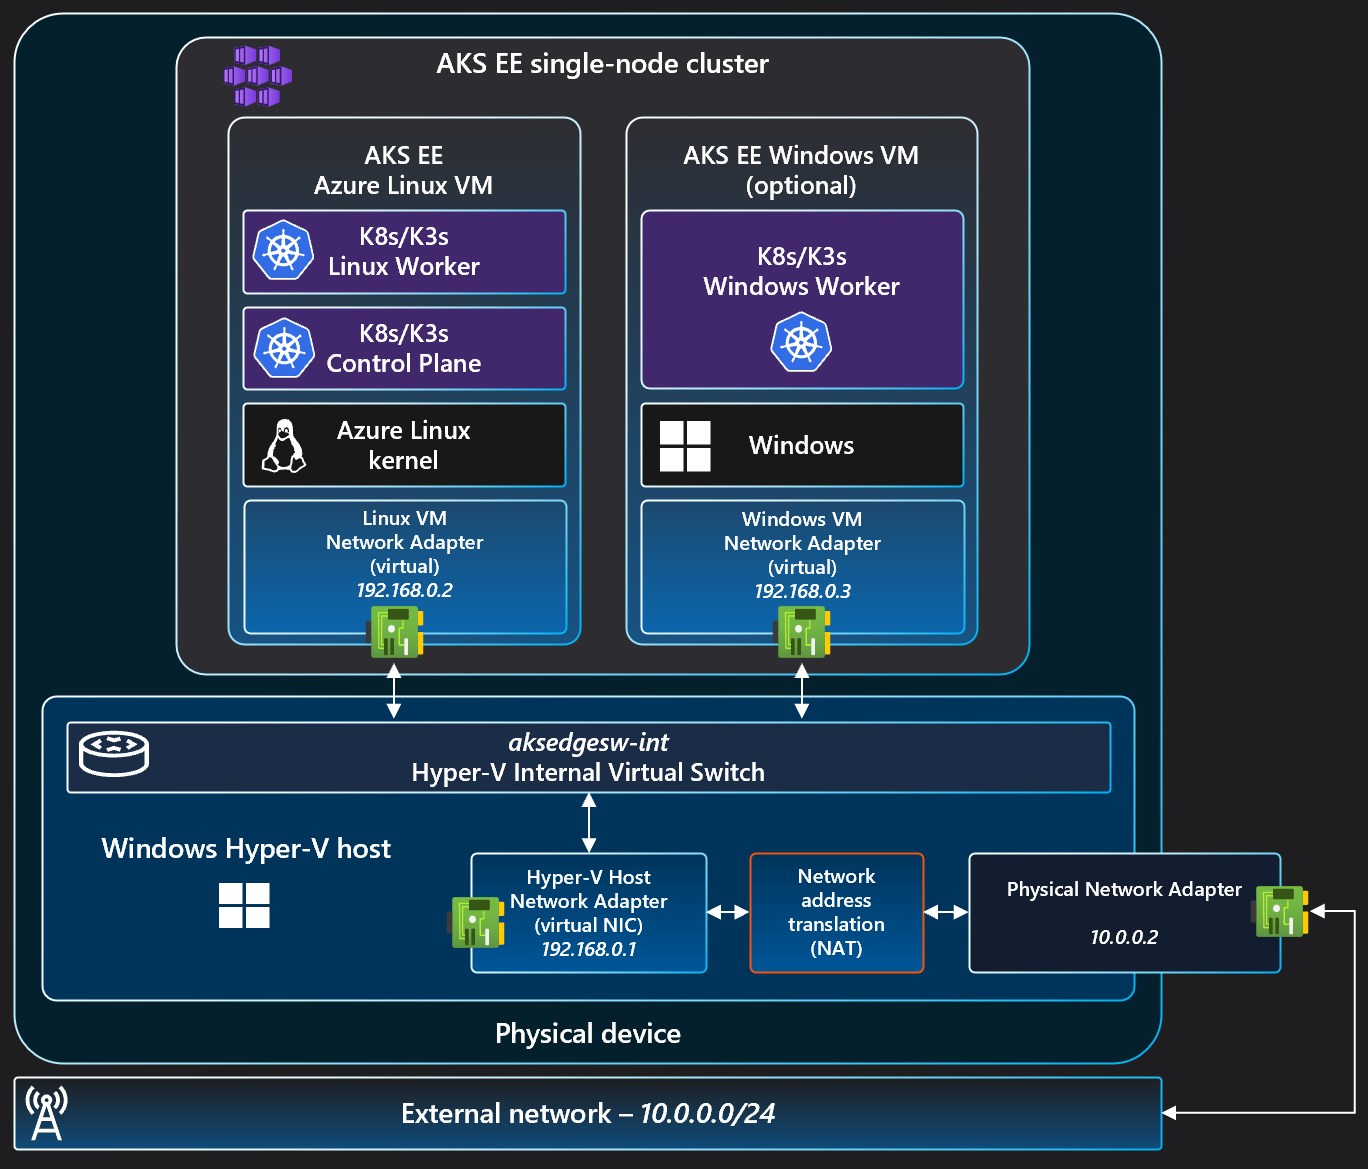 AKS EE single-node cluster
AKS EE
Azure Linux VM
K8s/K3s
Linux Worker
K8s/K3s
Control Plane
Azure Linux
kernel
Linux VM
Network Adapter
(virtual)
192.168.0.2
AKS EE Windows VM
(optional)
K8s/K3s
Windows Worker
Windows
Windows VM
Network Adapter
(virtual)
192.168.0.3
aksedgesw-int
Hyper-V Internal Virtual Switch
Windows Hyper-V host
Hyper-V Host
Network Adapter
(virtual NIC)
192.168.0.1
Network
address
translation
(NAT)
Physical Network Adapter
10.0.0.2
Physical device
External network – 10.0.0.0/24